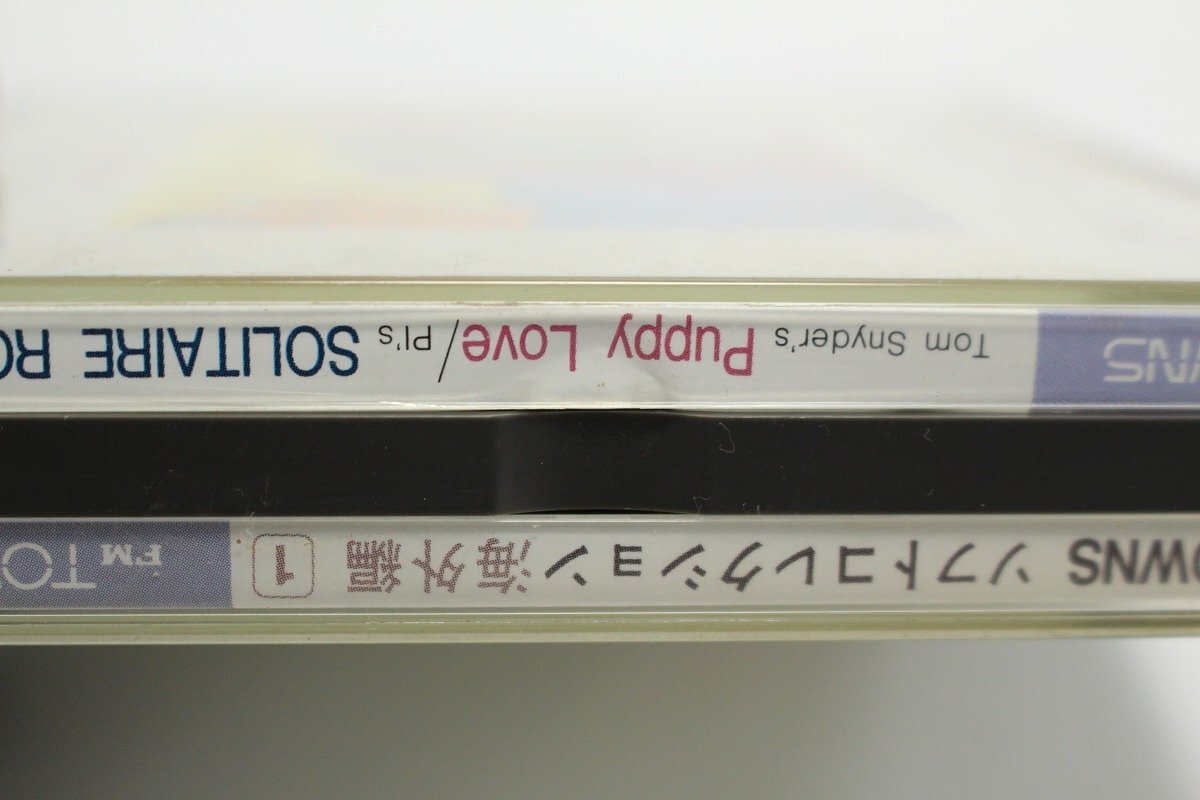 OWNS ソフトコレクション 海外編 1 FM TO
WNS Tom Snyder's Puppy Love/PI's SOLITAIRE RO